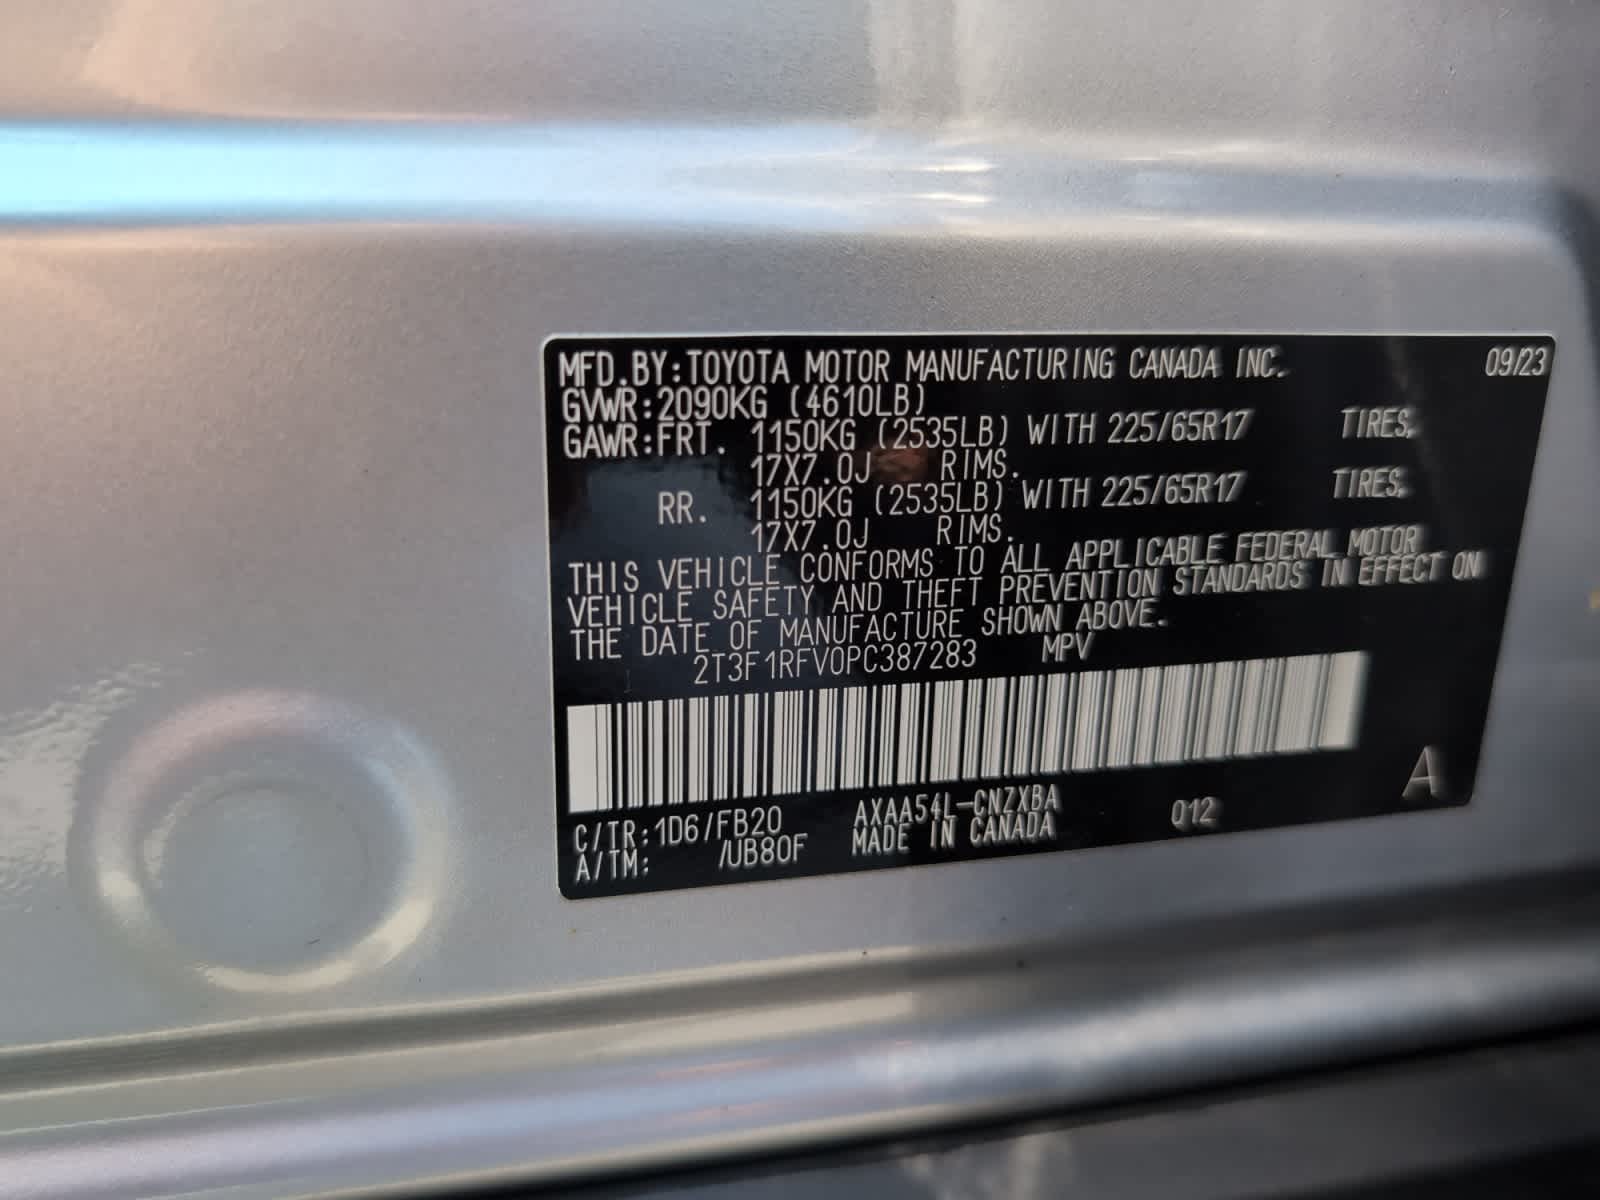 MFD.BY:TOYOTA MOTOR MANUFACTURING CANADA INC. 09/23
GVWR:2090KG (4610LB)
GAWR:FRT. 1150KG (2535LB) WITH 225/65R17 TIRES,
17X7.0J RIMS.
RR. 1150KG (2535LB) WITH 225/65R17 TIRES,
17X7.0J RIMS.
THIS VEHICLE CONFORMS TO ALL APPLICABLE FEDERAL MOTOR
VEHICLE SAFETY AND THEFT PREVENTION STANDARDS IN EFFECT ON
THE DATE OF MANUFACTURE SHOWN ABOVE.
2T3F1RFV0PC387283 MPV
C/TR:1D6/FB20 AXAA54L-CNZXBA 012 A
A/TM: /UB80F MADE IN CANADA